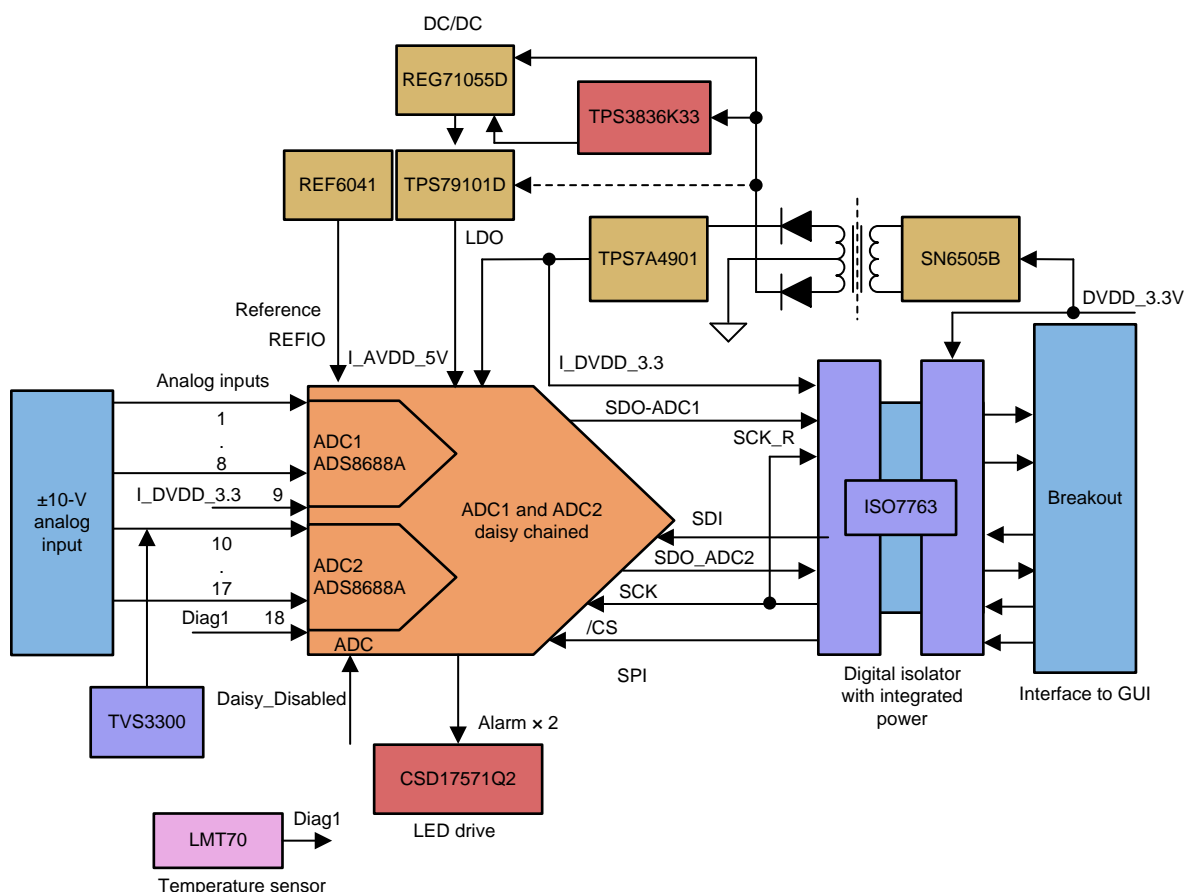 DC/DC
REG71055D
TPS3836K33
REF6041
TPS79101D
LDO
TPS7A4901
SN6505B
DVDD_3.3V
Reference
REFIO
I_AVDD_5V
I_DVDD_3.3
Analog inputs
1
.
8
I_DVDD_3.3
9
10
.
17
Diag1
18
±10-V
analog
input
ADC1
ADS8688A
ADC2
ADS8688A
ADC
ADC1 and ADC2
daisy chained
SDO-ADC1
SCK_R
SDI
SDO_ADC2
SCK
/CS
SPI
ISO7763
Breakout
Digital isolator
with integrated
power
Interface to GUI
TVS3300
Daisy_Disabled
Alarm × 2
CSD17571Q2
LED drive
LMT70
Diag1
Temperature sensor